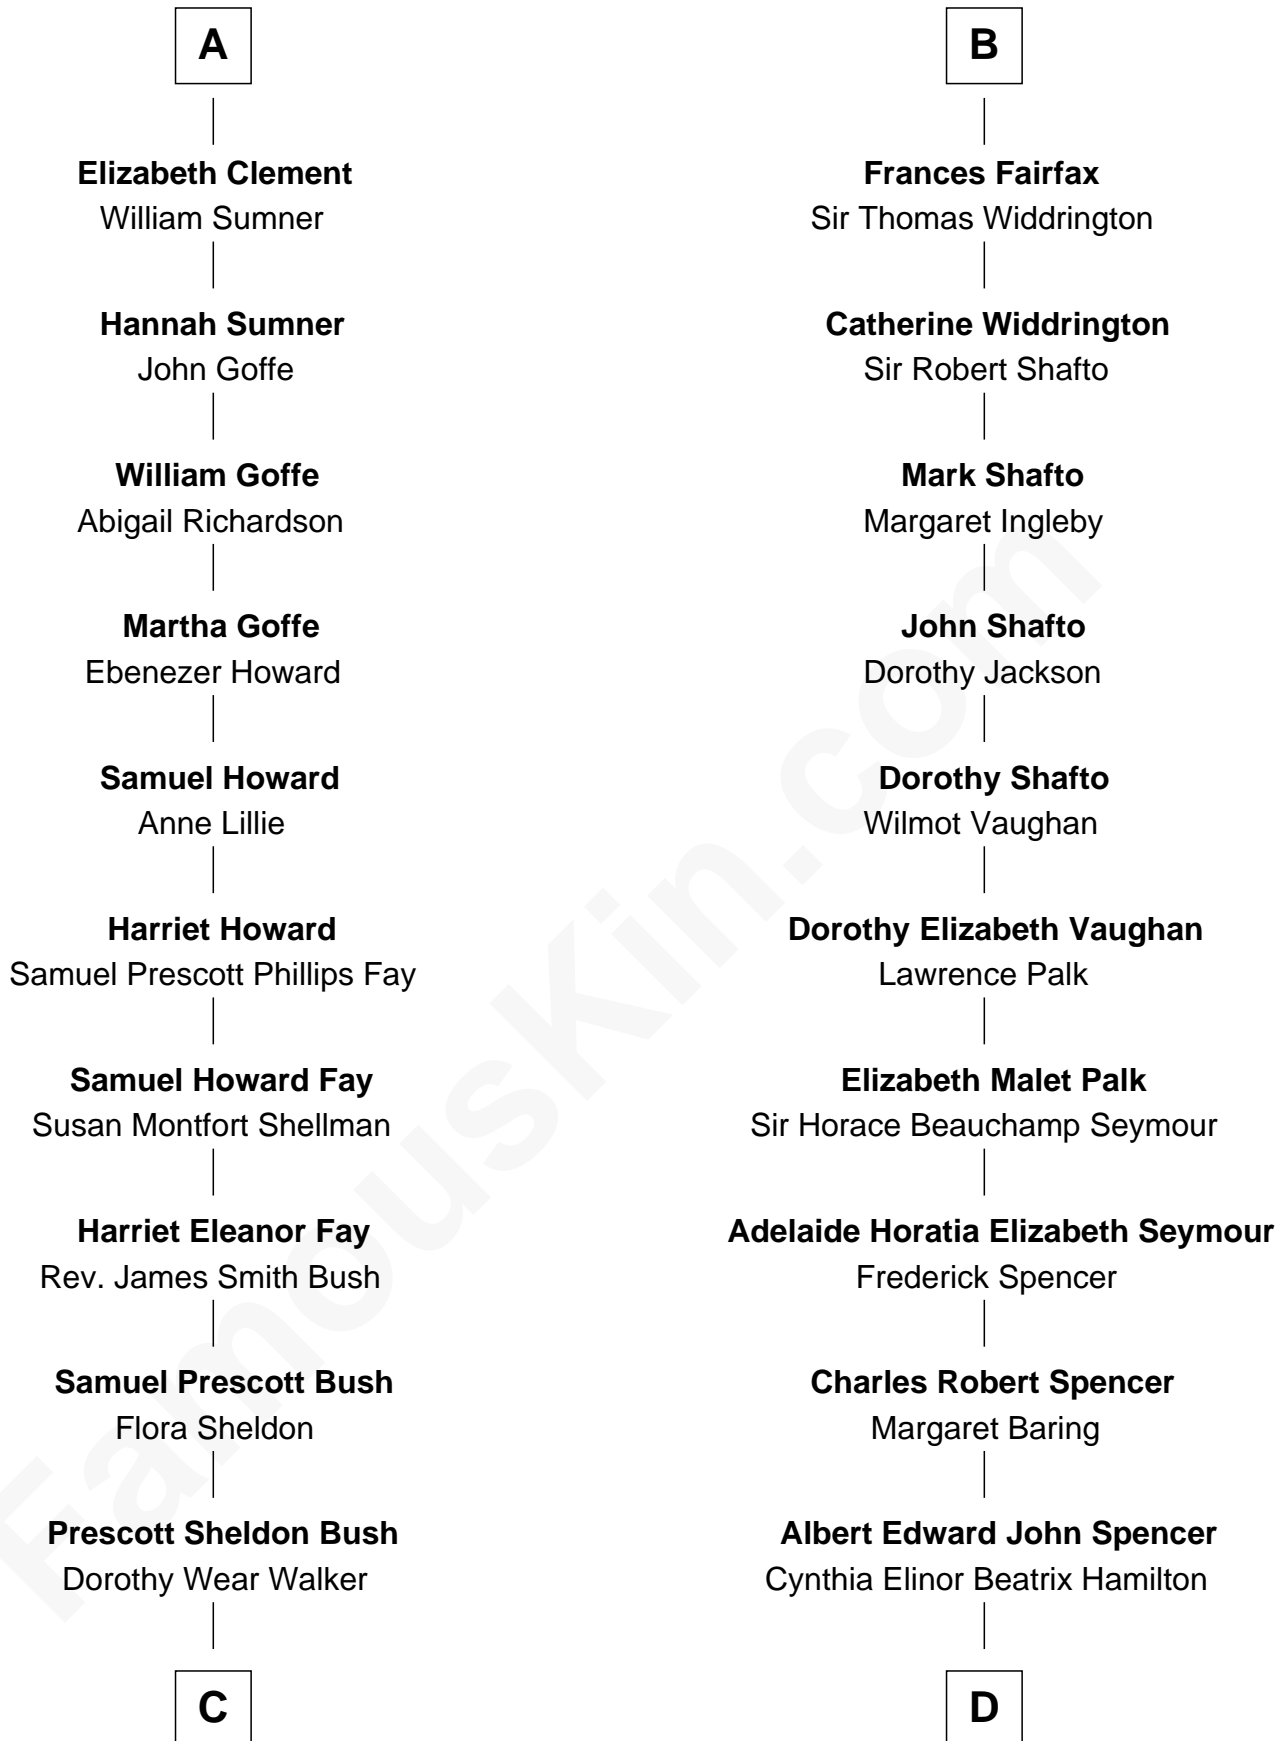 A
Elizabeth Clement
William Sumner
Hannah Sumner
John Goffe
William Goffe
Abigail Richardson
Martha Goffe
Ebenezer Howard
Samuel Howard
Anne Lillie
Harriet Howard
Samuel Prescott Phillips Fay
Samuel Howard Fay
Susan Montfort Shellman
Harriet Eleanor Fay
Rev. James Smith Bush
Samuel Prescott Bush
Flora Sheldon
Prescott Sheldon Bush
Dorothy Wear Walker
C
B
Frances Fairfax
Sir Thomas Widdrington
Catherine Widdrington
Sir Robert Shafto
Mark Shafto
Margaret Ingleby
John Shafto
Dorothy Jackson
Dorothy Shafto
Wilmot Vaughan
Dorothy Elizabeth Vaughan
Lawrence Palk
Elizabeth Malet Palk
Sir Horace Beauchamp Seymour
Adelaide Horatia Elizabeth Seymour
Frederick Spencer
Charles Robert Spencer
Margaret Baring
Albert Edward John Spencer
Cynthia Elinor Beatrix Hamilton
D
FamousKin.com